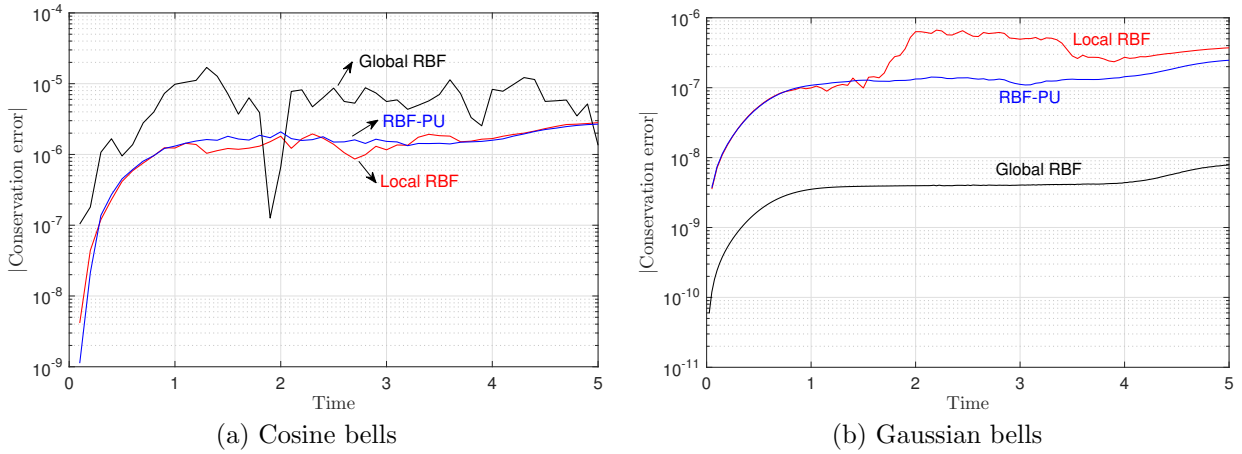 |Conservation error|
10^-5
10^-6
10^-7
10^-8
10^-9
Global RBF
RBF-PU
Local RBF
0 1 2 3 4 5
Time
(a) Cosine bells
|Conservation error|
10^-6
10^-7
10^-8
10^-9
10^-10
10^-11
Local RBF
RBF-PU
Global RBF
0 1 2 3 4 5
Time
(b) Gaussian bells